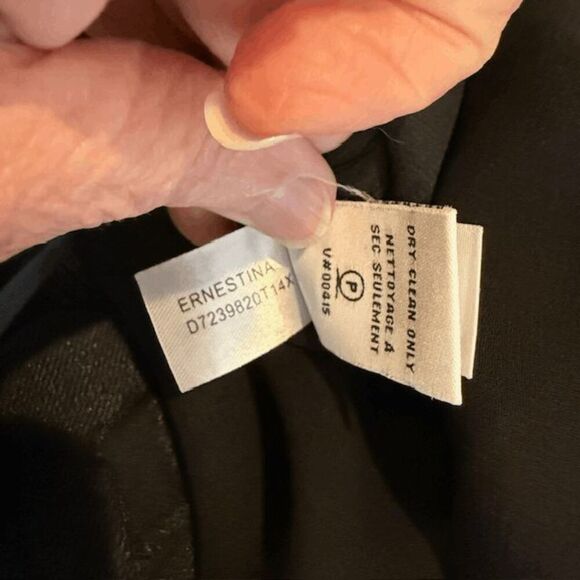 ERNESTINA
D7239820T14X
DRY CLEAN ONLY
NETTOYAGE A
SEC SEULEMENT
P
V#00415